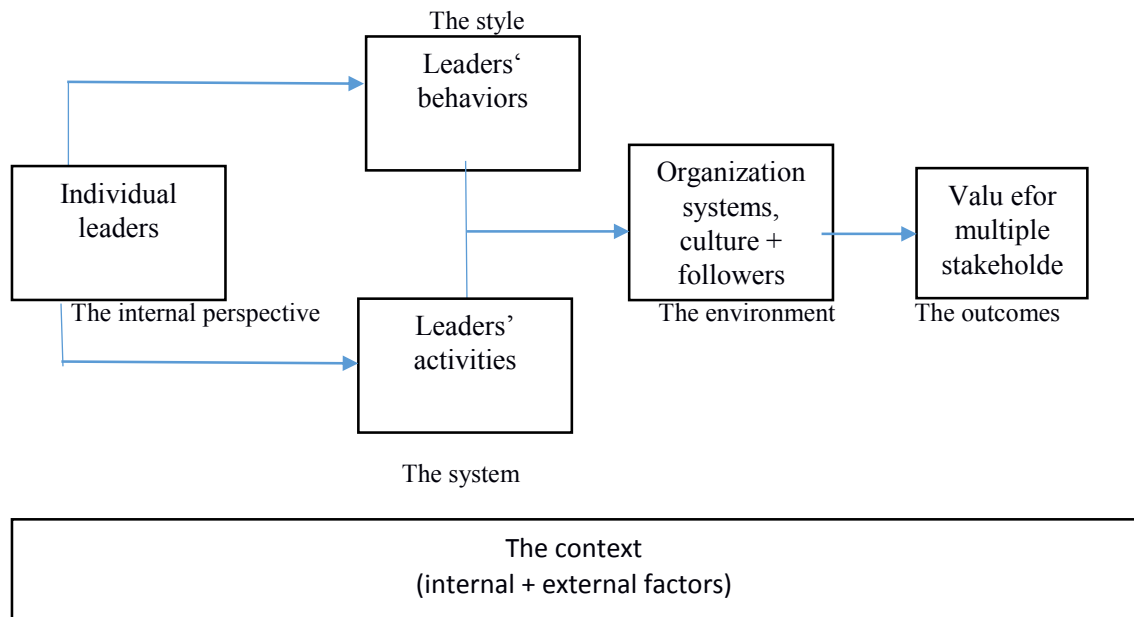 The style
Leaders‘
behaviors
Individual
leaders
The internal perspective
Leaders’
activities
The system
Organization
systems,
culture +
followers
The environment
Valu efor
multiple
stakeholde
The outcomes
The context
(internal + external factors)